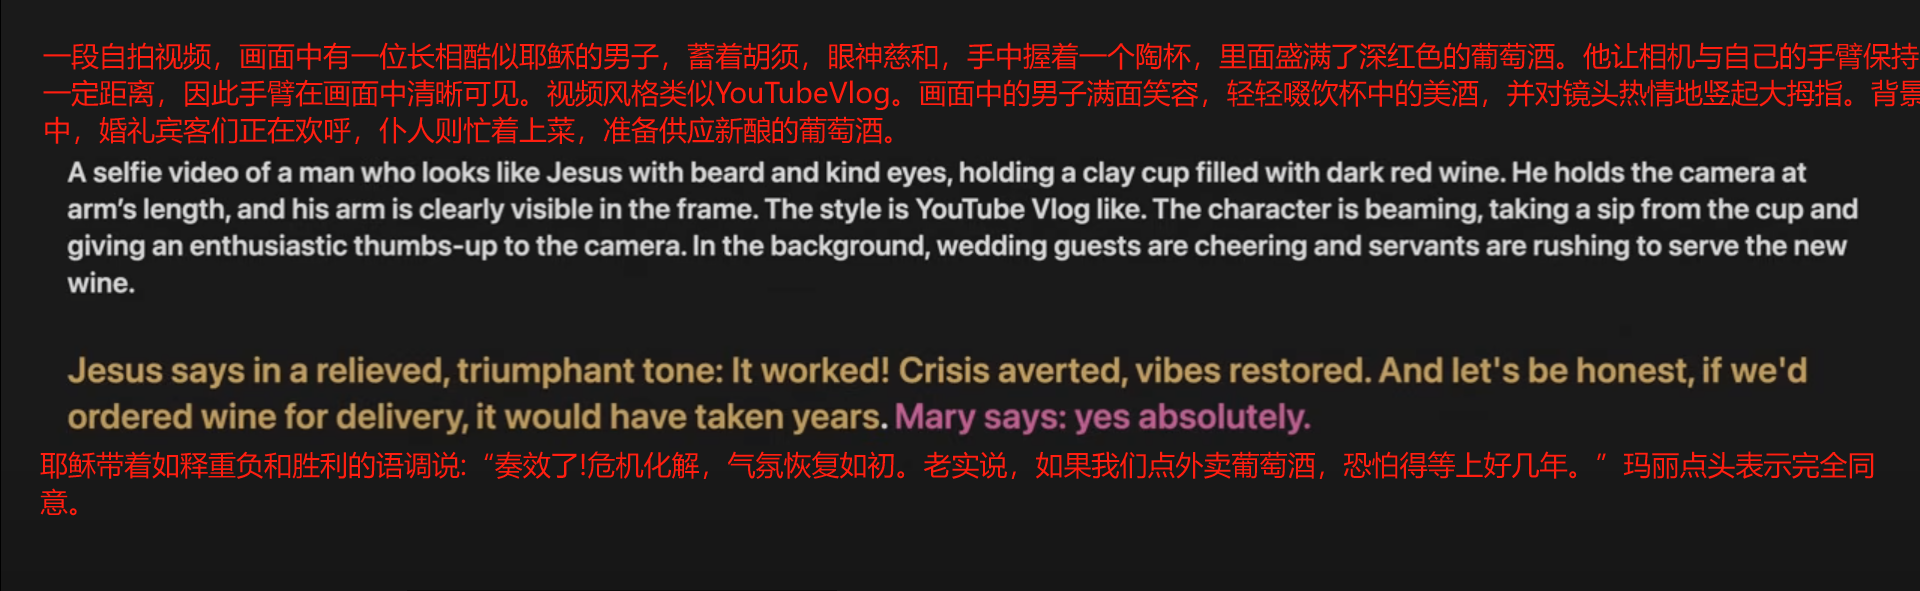 一段自拍视频，画面中有一位长相酷似耶稣的男子，蓄着胡须，眼神慈和，手中握着一个陶杯，里面盛满了深红色的葡萄酒。他让相机与自己的手臂保持
一定距离，因此手臂在画面中清晰可见。视频风格类似YouTubeVlog。画面中的男子满面笑容，轻轻啜饮杯中的美酒，并对镜头热情地竖起大拇指。背景
中，婚礼宾客们正在欢呼，仆人则忙着上菜，准备供应新酿的葡萄酒。
A selfie video of a man who looks like Jesus with beard and kind eyes, holding a clay cup filled with dark red wine. He holds the camera at
arm’s length, and his arm is clearly visible in the frame. The style is YouTube Vlog like. The character is beaming, taking a sip from the cup and
giving an enthusiastic thumbs-up to the camera. In the background, wedding guests are cheering and servants are rushing to serve the new
wine.
Jesus says in a relieved, triumphant tone: It worked! Crisis averted, vibes restored. And let's be honest, if we'd
ordered wine for delivery, it would have taken years. Mary says: yes absolutely.
耶稣带着如释重负和胜利的语调说:“奏效了!危机化解，气氛恢复如初。老实说，如果我们点外卖葡萄酒，恐怕得等上好几年。”玛丽点头表示完全同
意。